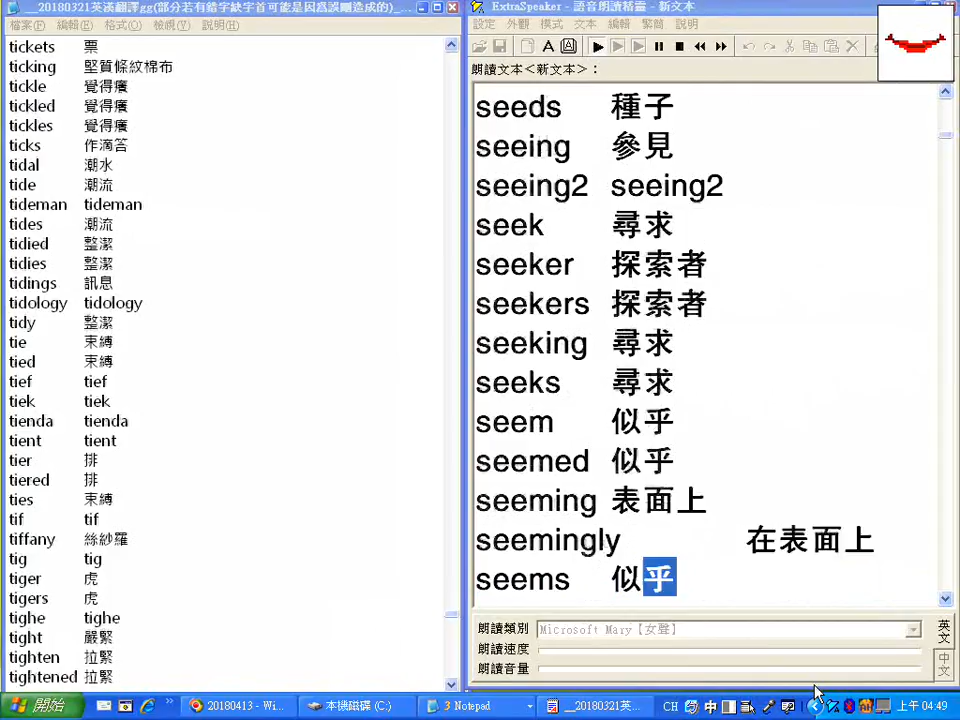 __20180321英漢翻譯gg(部分若有錯字缺字首可能是因為誤刪造成的)_...
檔案(F) 編輯(E) 格式(O) 檢視(V) 說明(H)
tickets 票
ticking 堅質條紋棉布
tickle 覺得癢
tickled 覺得癢
tickles 覺得癢
ticks 作滴答
tidal 潮水
tide 潮流
tideman tideman
tides 潮流
tidied 整潔
tidies 整潔
tidings 訊息
tidology tidology
tidy 整潔
tie 束縛
tied 束縛
tief tief
tiek tiek
tienda tienda
tient tient
tier 排
tiered 排
ties 束縛
tif tif
tiffany 絲紗羅
tig tig
tiger 虎
tigers 虎
tighe tighe
tight 嚴緊
tighten 拉緊
tightened 拉緊
ExtraSpeaker - 語音朗讀精靈 - 新文本
設定 外觀 模式 文本 編輯 繁簡 說明
朗讀文本<新文本>：
seeds 種子
seeing 參見
seeing2 seeing2
seek 尋求
seeker 探索者
seekers 探索者
seeking 尋求
seeks 尋求
seem 似乎
seemed 似乎
seeming 表面上
seemingly 在表面上
seems 似乎
朗讀類別 Microsoft Mary【女聲】
朗讀速度
朗讀音量
英文
中文
開始 20180413 - Wi... 本機磁碟 (C:) 3 Notepad __20180321英... CH 中 上午 04:49